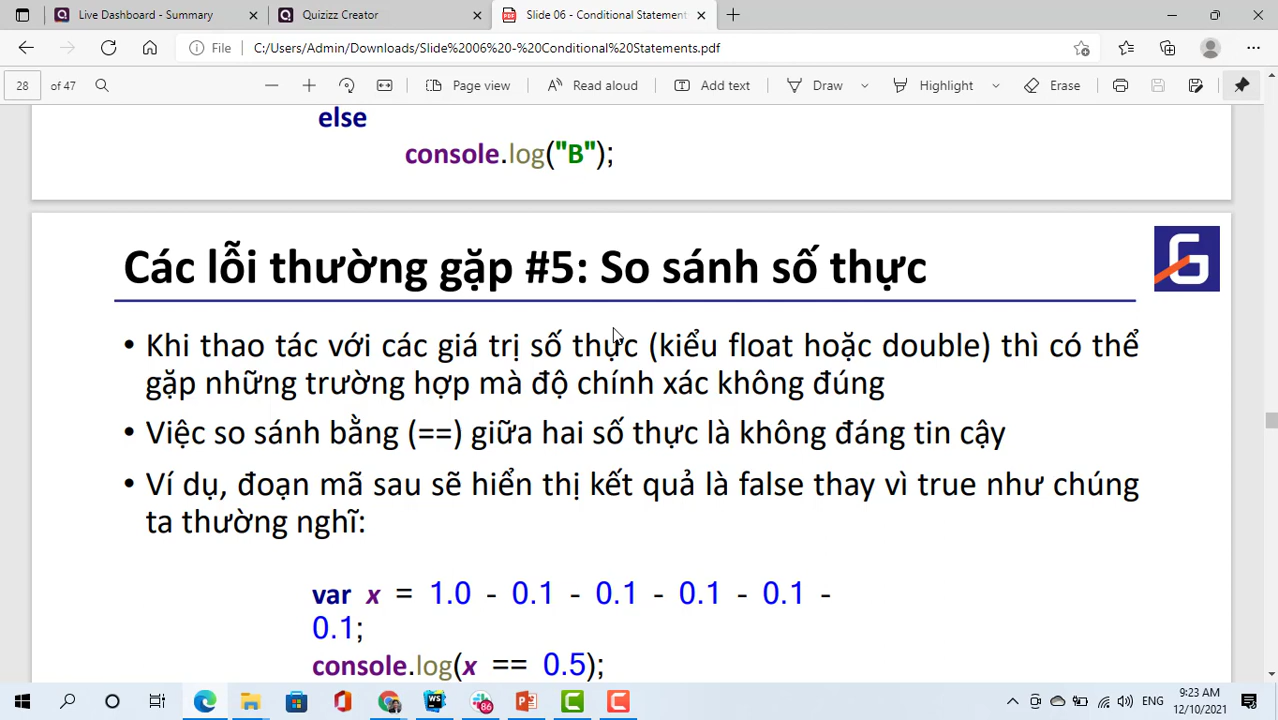 Live Dashboard - Summary
Quizizz Creator
Slide 06 - Conditional Statement
File
C:/Users/Admin/Downloads/Slide%2006%20-%20Conditional%20Statements.pdf
28 of 47
Page view
Read aloud
Add text
Draw
Highlight
Erase
else
console.log("B");
Các lỗi thường gặp #5: So sánh số thực
• Khi thao tác với các giá trị số thực (kiểu float hoặc double) thì có thể
gặp những trường hợp mà độ chính xác không đúng
• Việc so sánh bằng (==) giữa hai số thực là không đáng tin cậy
• Ví dụ, đoạn mã sau sẽ hiển thị kết quả là false thay vì true như chúng
ta thường nghĩ:
var x = 1.0 - 0.1 - 0.1 - 0.1 - 0.1 -
0.1;
console.log(x == 0.5);
WS
86
ENG
9:23 AM
12/10/2021